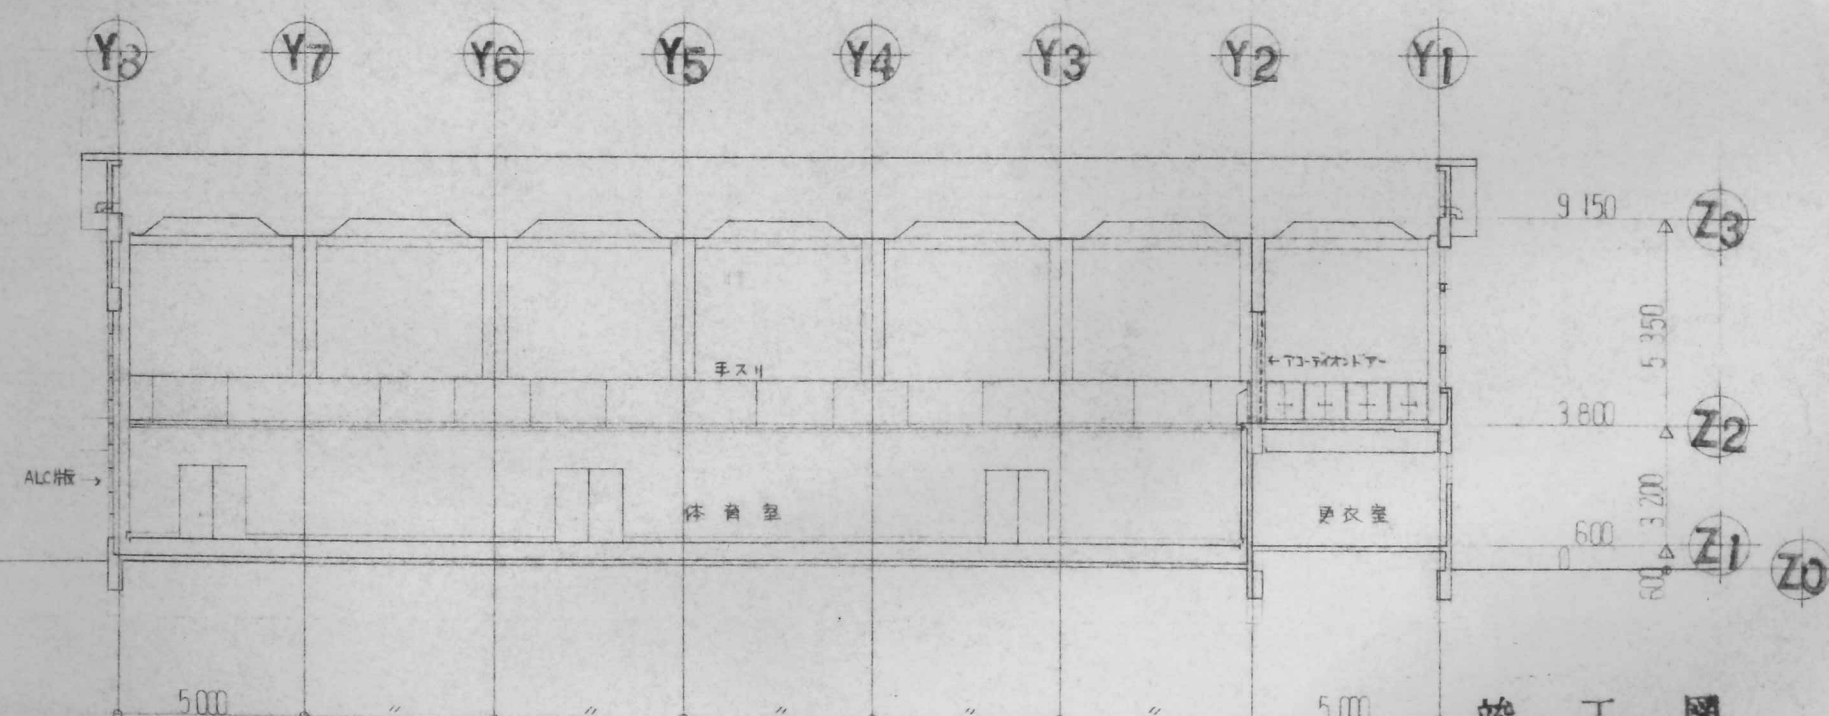 Y8 Y7 Y6 Y5 Y4 Y3 Y2 Y1
9 150 Z3
5 350
手スリ
←アコーディオンドアー
3 800 Z2
ALC版→
体育室
更衣室
3 200
600 Z1
0 Z0
600
5 000 〃 〃 〃 〃 〃 5 000
竣工図